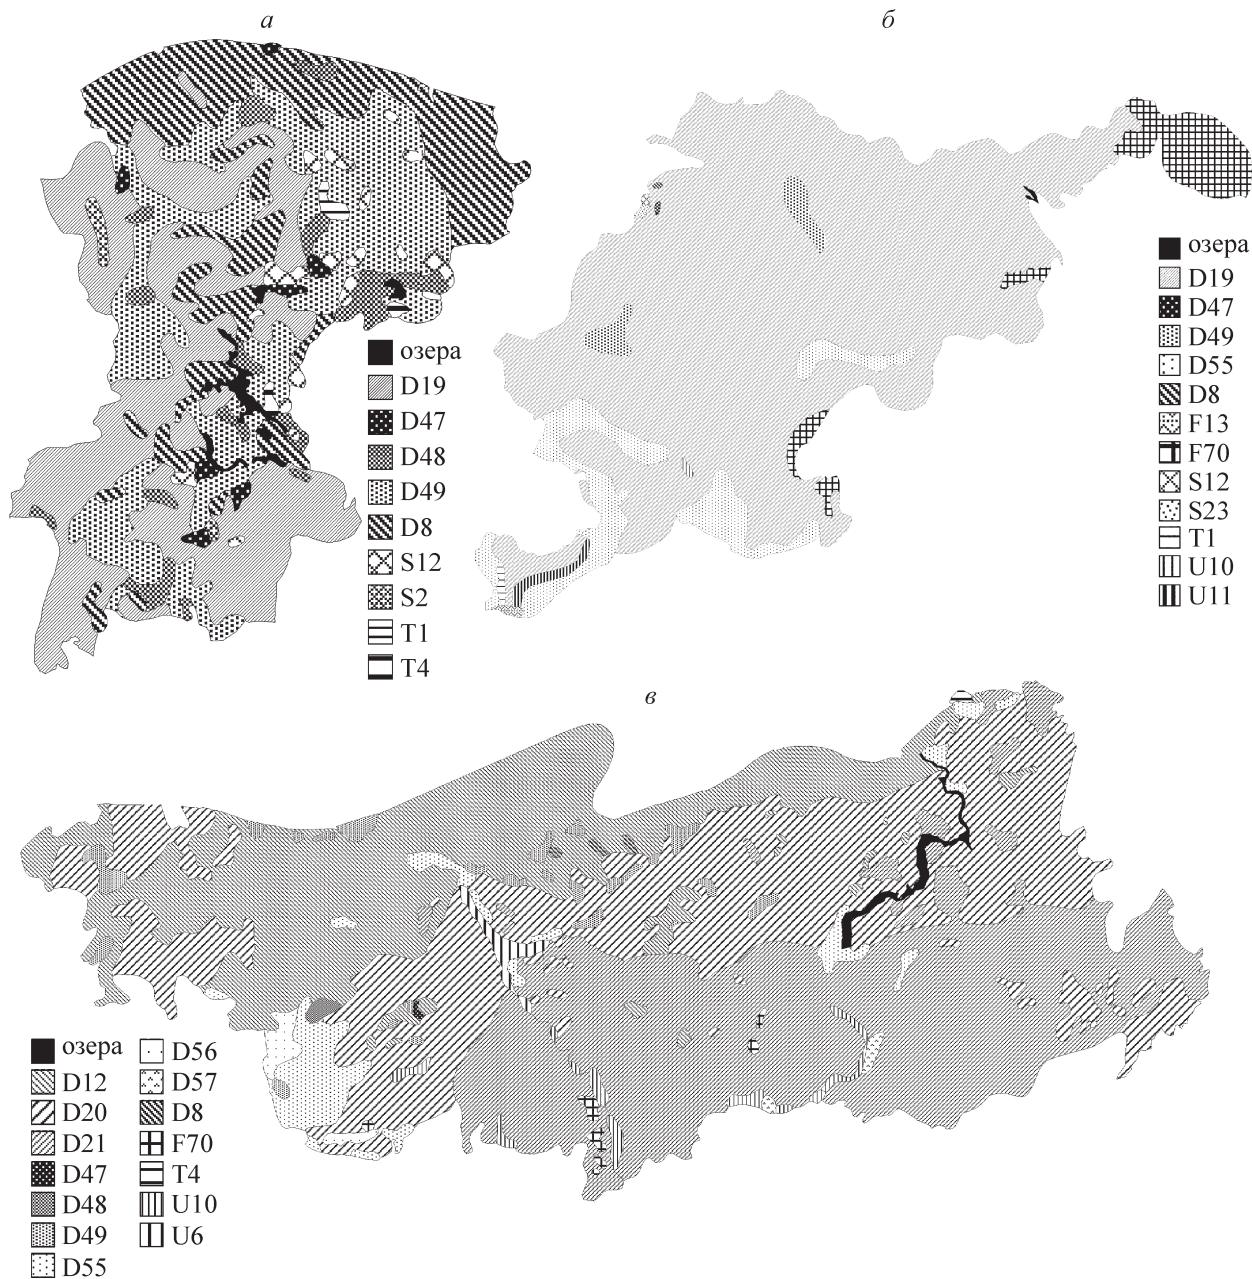 а
б
озера
D19
D47
D48
D49
D8
S12
S2
T1
T4
озера
D19
D47
D49
D55
D8
F13
F70
S12
S23
T1
U10
U11
в
озера
D12
D20
D21
D47
D48
D49
D55
D56
D57
D8
F70
T4
U10
U6